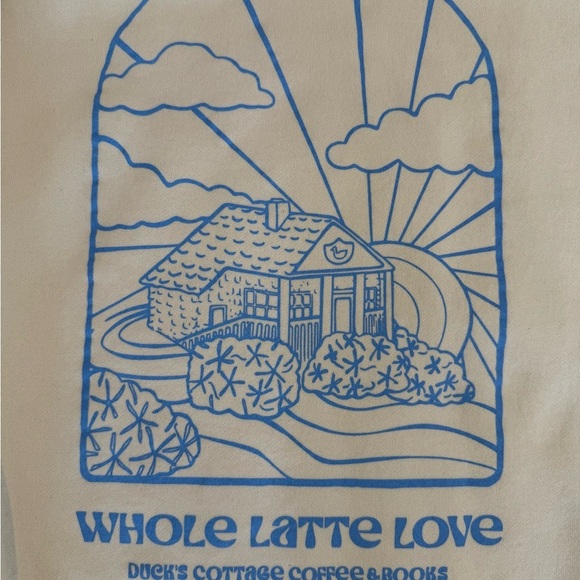 WHOLE LATTE LOVE
DUCK'S COTTAGE COFFEE & BOOKS